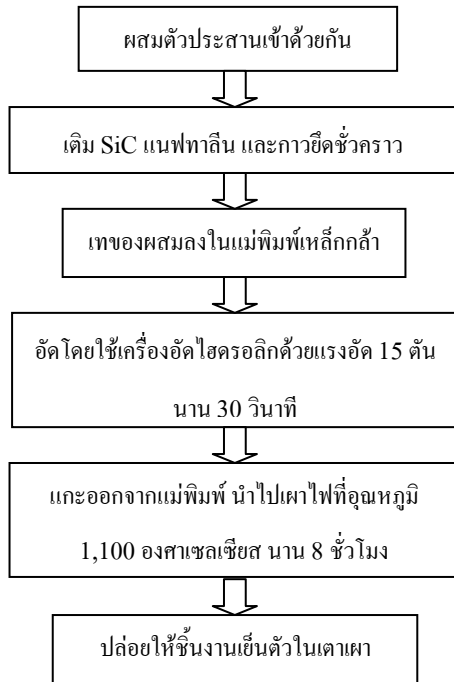 ผสมตัวประสานเข้าด้วยกัน
เติม SiC แนฟทาลีน และกาวยึดชั่วคราว
เทของผสมลงในแม่พิมพ์เหล็กกล้า
อัดโดยใช้เครื่องอัดไฮดรอลิกด้วยแรงอัด 15 ตัน
นาน 30 วินาที
แกะออกจากแม่พิมพ์ นำไปเผาไฟที่อุณหภูมิ
1,100 องศาเซลเซียส นาน 8 ชั่วโมง
ปล่อยให้ชิ้นงานเย็นตัวในเตาเผา